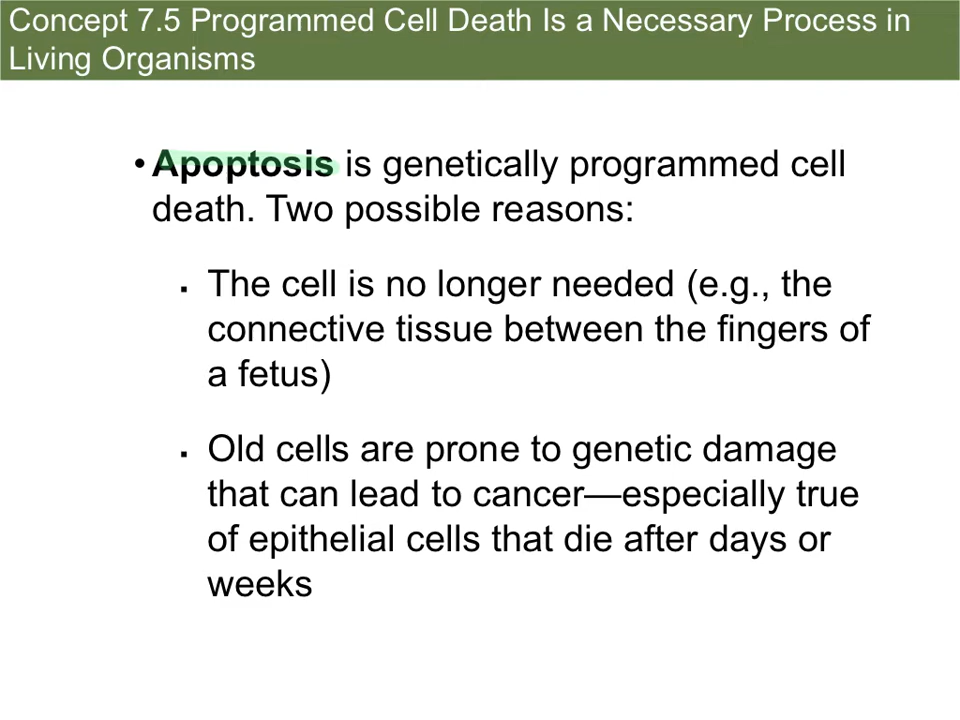 Concept 7.5 Programmed Cell Death Is a Necessary Process in
Living Organisms
• Apoptosis is genetically programmed cell
death. Two possible reasons:
▪ The cell is no longer needed (e.g., the
connective tissue between the fingers of
a fetus)
▪ Old cells are prone to genetic damage
that can lead to cancer—especially true
of epithelial cells that die after days or
weeks